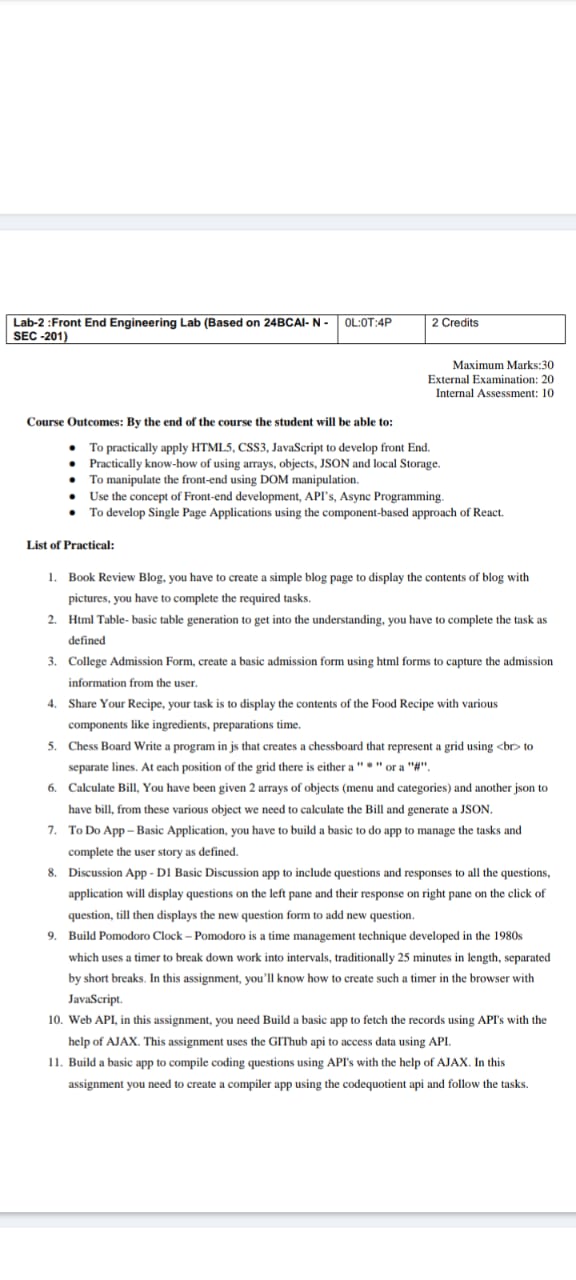 Lab-2 :Front End Engineering Lab (Based on 24BCAI- N - SEC -201) 0L:0T:4P 2 Credits
Maximum Marks:30
External Examination: 20
Internal Assessment: 10
Course Outcomes: By the end of the course the student will be able to:
• To practically apply HTML5, CSS3, JavaScript to develop front End.
• Practically know-how of using arrays, objects, JSON and local Storage.
• To manipulate the front-end using DOM manipulation.
• Use the concept of Front-end development, API's, Async Programming.
• To develop Single Page Applications using the component-based approach of React.
List of Practical:
1. Book Review Blog, you have to create a simple blog page to display the contents of blog with
pictures, you have to complete the required tasks.
2. Html Table- basic table generation to get into the understanding, you have to complete the task as
defined
3. College Admission Form, create a basic admission form using html forms to capture the admission
information from the user.
4. Share Your Recipe, your task is to display the contents of the Food Recipe with various
components like ingredients, preparations time.
5. Chess Board Write a program in js that creates a chessboard that represent a grid using <br> to
separate lines. At each position of the grid there is either a " * " or a "#".
6. Calculate Bill, You have been given 2 arrays of objects (menu and categories) and another json to
have bill, from these various object we need to calculate the Bill and generate a JSON.
7. To Do App – Basic Application, you have to build a basic to do app to manage the tasks and
complete the user story as defined.
8. Discussion App - D1 Basic Discussion app to include questions and responses to all the questions,
application will display questions on the left pane and their response on right pane on the click of
question, till then displays the new question form to add new question.
9. Build Pomodoro Clock – Pomodoro is a time management technique developed in the 1980s
which uses a timer to break down work into intervals, traditionally 25 minutes in length, separated
by short breaks. In this assignment, you'll know how to create such a timer in the browser with
JavaScript.
10. Web API, in this assignment, you need Build a basic app to fetch the records using API's with the
help of AJAX. This assignment uses the GIThub api to access data using API.
11. Build a basic app to compile coding questions using API's with the help of AJAX. In this
assignment you need to create a compiler app using the codequotient api and follow the tasks.